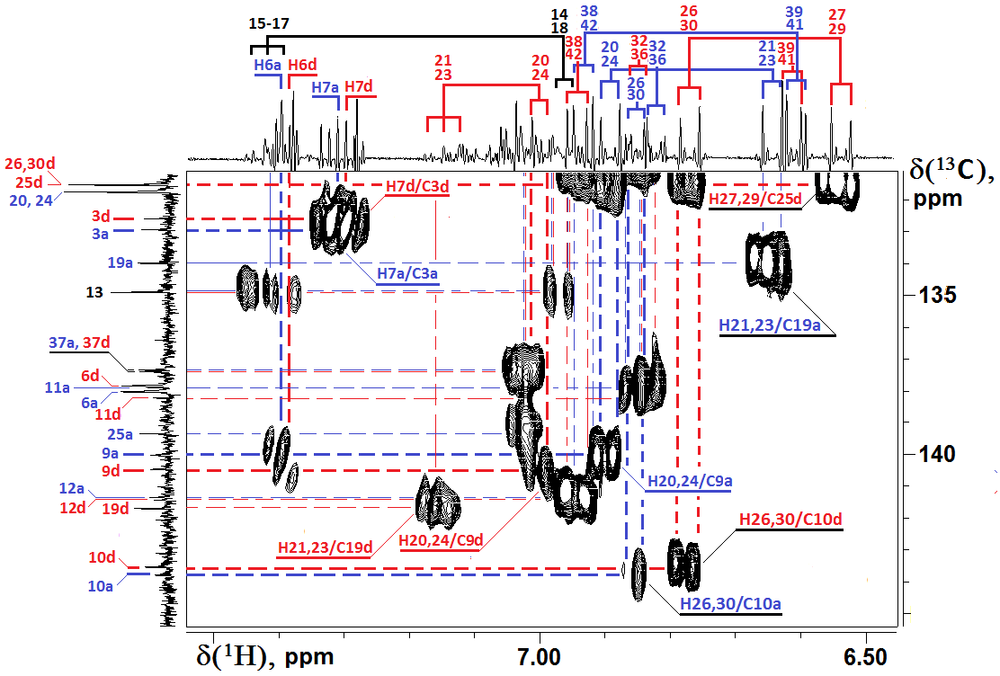 15-17
14
18
38
42
26
30
39
41
27
29
38
42
20
24
32
36
32
36
21
23
39
41
H6a
H6d
21
23
20
24
26
30
H7a
H7d
26,30d
25d
20, 24
3d
3a
19a
13
37a, 37d
6d
11a
6a
11d
25a
9a
9d
12a
12d 19d
10d
10a
δ(¹³C),
ppm
H7d/C3d
H27,29/C25d
H7a/C3a
135
H21,23/C19a
140
H20,24/C9a
H26,30/C10d
H21,23/C19d
H20,24/C9d
H26,30/C10a
δ(¹H), ppm
7.00
6.50